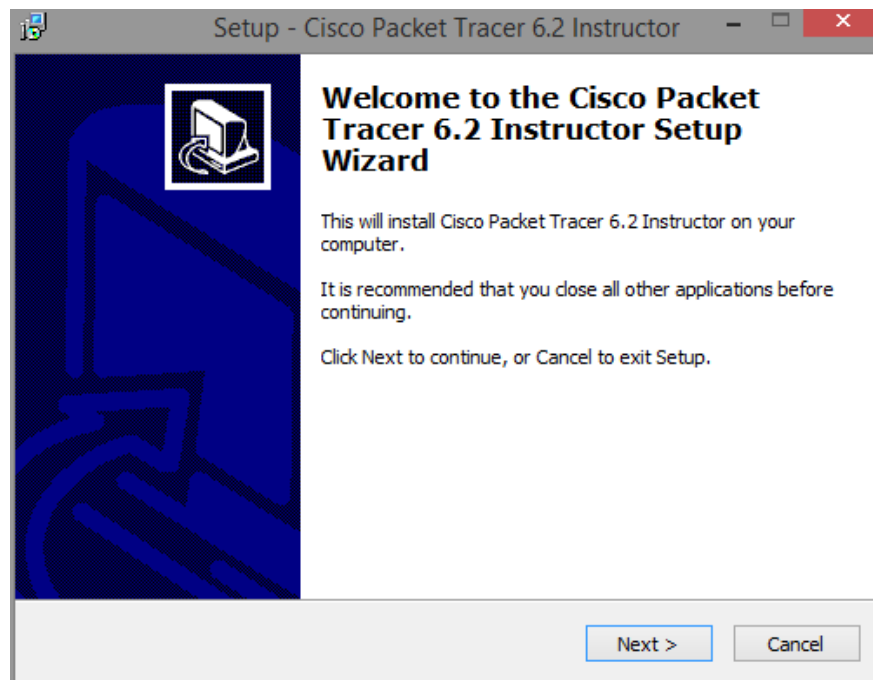 Setup - Cisco Packet Tracer 6.2 Instructor
Welcome to the Cisco Packet
Tracer 6.2 Instructor Setup
Wizard
This will install Cisco Packet Tracer 6.2 Instructor on your
computer.
It is recommended that you close all other applications before
continuing.
Click Next to continue, or Cancel to exit Setup.
Next >
Cancel